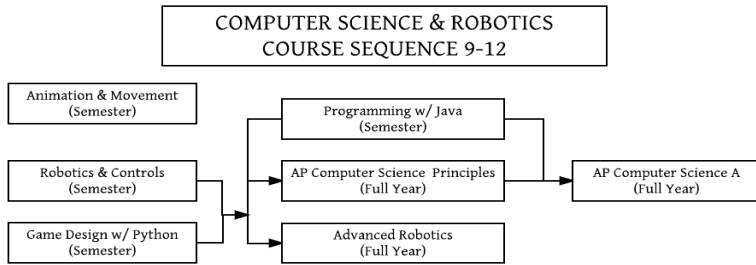 COMPUTER SCIENCE & ROBOTICS
COURSE SEQUENCE 9-12
Animation & Movement
(Semester)
Programming w/ Java
(Semester)
Robotics & Controls
(Semester)
AP Computer Science Principles
(Full Year)
AP Computer Science A
(Full Year)
Game Design w/ Python
(Semester)
Advanced Robotics
(Full Year)